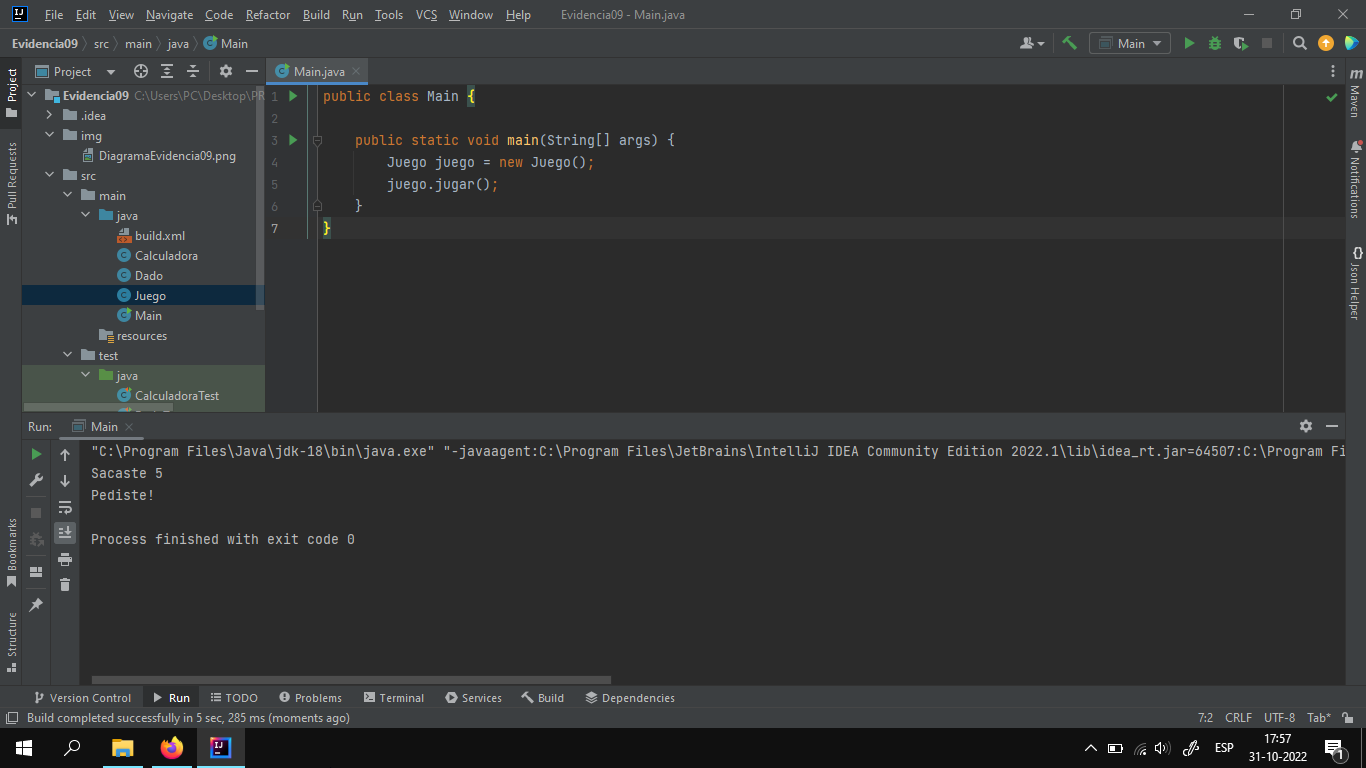 File Edit View Navigate Code Refactor Build Run Tools VCS Window Help Evidencia09 - Main.java
Evidencia09 src main java Main
Main
Project
Main.java
Project
Pull Requests
Bookmarks
Structure
Evidencia09 C:\Users\PC\Desktop\PR
.idea
img
DiagramaEvidencia09.png
src
main
java
build.xml
Calculadora
Dado
Juego
Main
resources
test
java
CalculadoraTest
1 public class Main {
2
3 public static void main(String[] args) {
4 Juego juego = new Juego();
5 juego.jugar();
6 }
7 }
m Maven
Notifications
{} Json Helper
Run: Main
"C:\Program Files\Java\jdk-18\bin\java.exe" "-javaagent:C:\Program Files\JetBrains\IntelliJ IDEA Community Edition 2022.1\lib\idea_rt.jar=64507:C:\Program Fi
Sacaste 5
Pediste!
Process finished with exit code 0
Version Control Run TODO Problems Terminal Services Build Dependencies
Build completed successfully in 5 sec, 285 ms (moments ago) 7:2 CRLF UTF-8 Tab*
ESP
17:57
31-10-2022
1